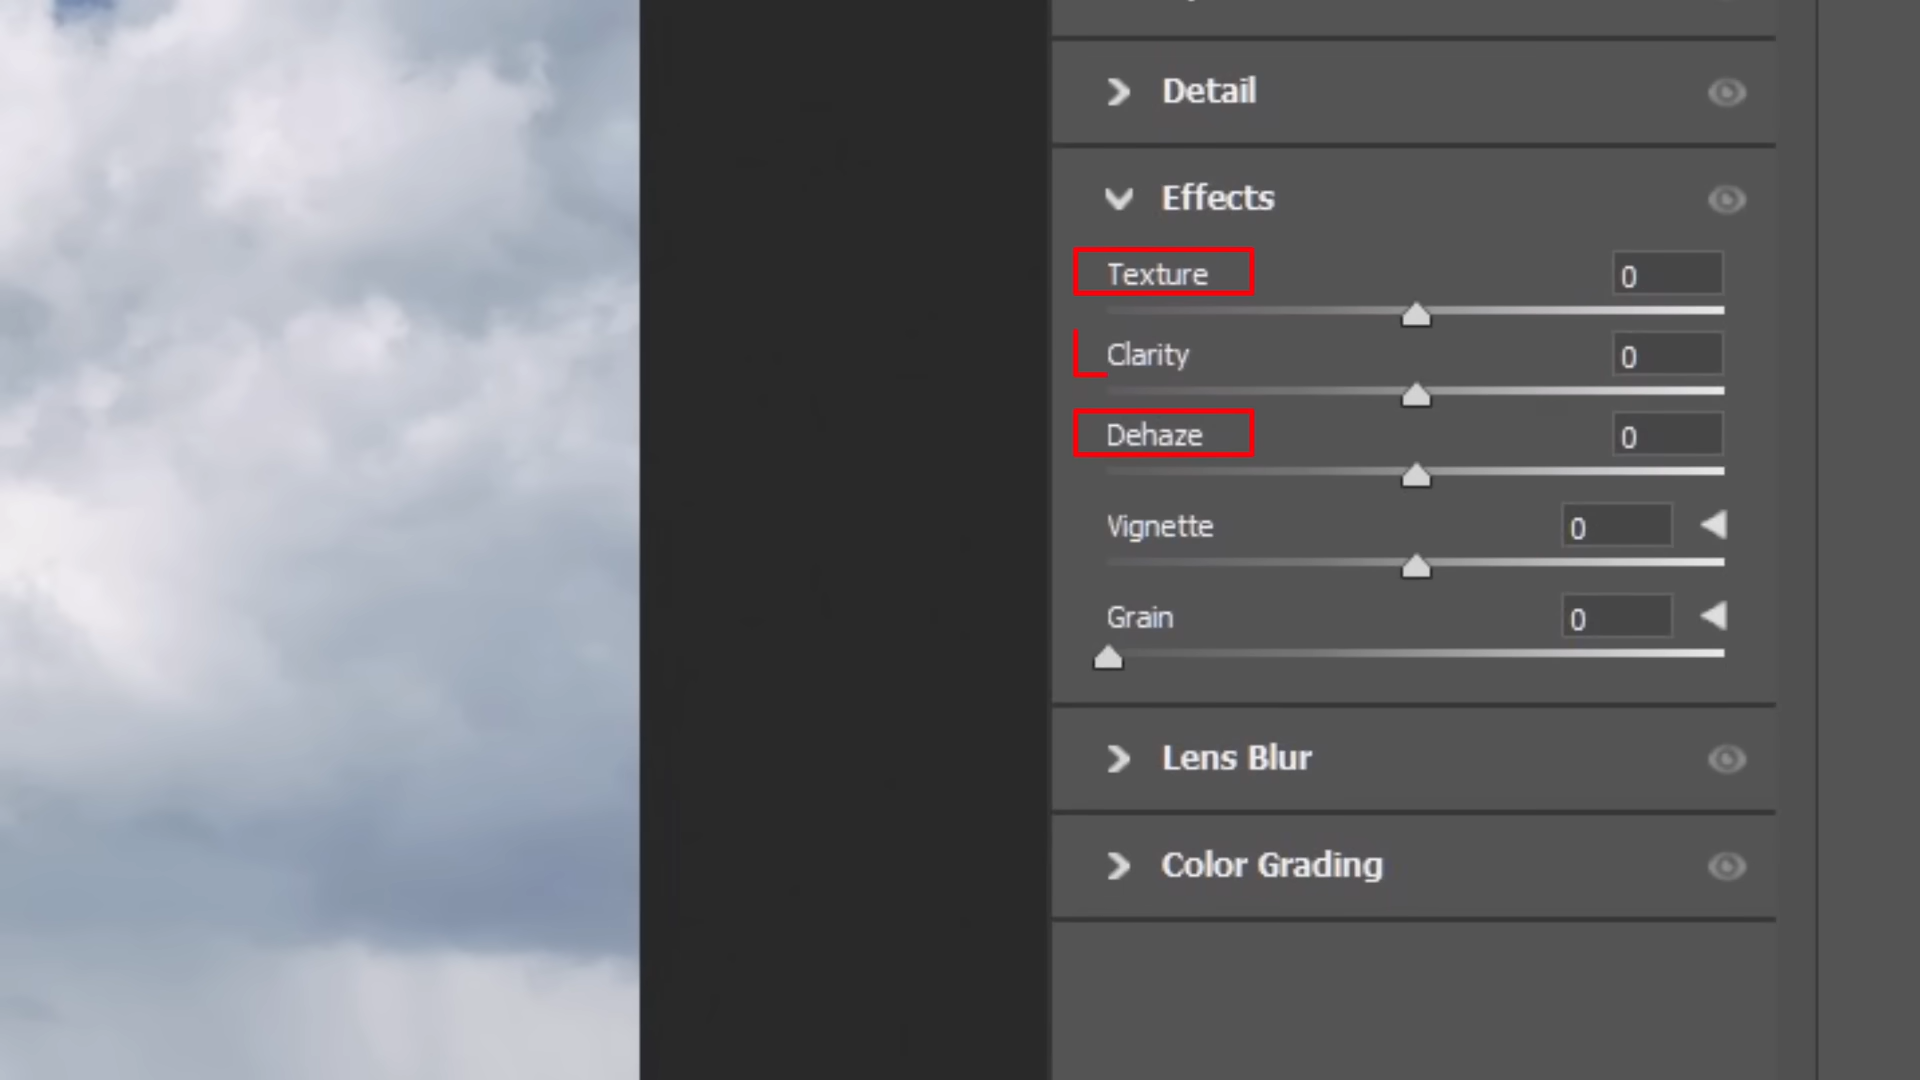 Detail
Effects
Texture 0
Clarity 0
Dehaze 0
Vignette 0
Grain 0
Lens Blur
Color Grading